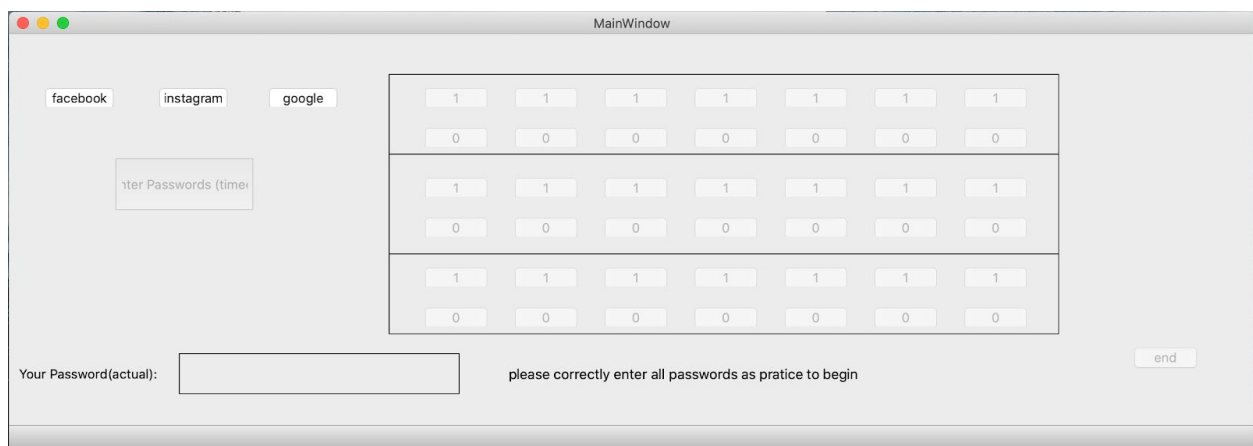 MainWindow
facebook instagram google
1 1 1 1 1 1 1
0 0 0 0 0 0 0
nter Passwords (time
1 1 1 1 1 1 1
0 0 0 0 0 0 0
1 1 1 1 1 1 1
0 0 0 0 0 0 0
end
Your Password(actual): please correctly enter all passwords as pratice to begin